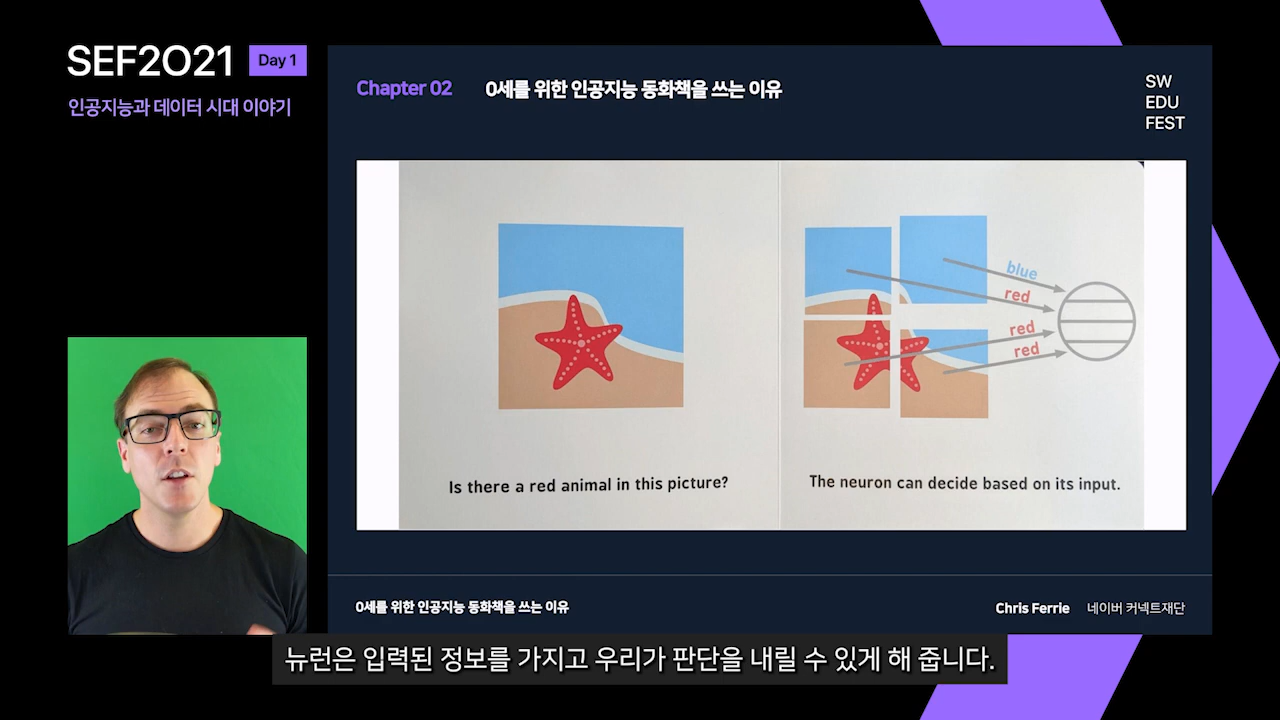 SEF2021 Day 1
인공지능과 데이터 시대 이야기
Chapter 02 0세를 위한 인공지능 동화책을 쓰는 이유
SW
EDU
FEST
blue
red
red
red
Is there a red animal in this picture?
The neuron can decide based on its input.
0세를 위한 인공지능 동화책을 쓰는 이유
Chris Ferrie 네이버 커넥트재단
뉴런은 입력된 정보를 가지고 우리가 판단을 내릴 수 있게 해 줍니다.